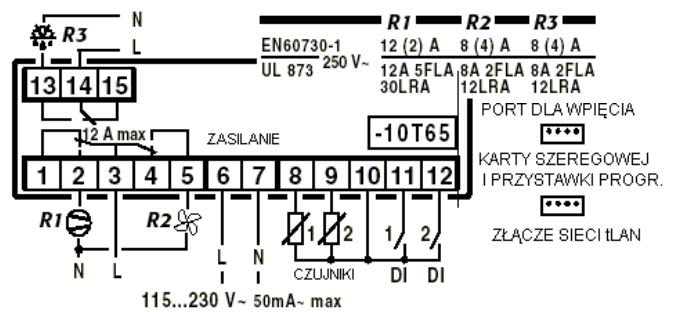 N
R1 R2 R3
R3
L
EN60730-1 12 (2) A 8 (4) A 8 (4) A
250 V~
UL 873 12A 5FLA 8A 2FLA 8A 2FLA
30LRA 12LRA 12LRA
13 14 15
PORT DLA WPIĘCIA
12 A max
ZASILANIE
-10T65
KARTY SZEREGOWEJ
I PRZYSTAWKI PROGR.
1 2 3 4 5 6 7 8 9 10 11 12
R1 R2
1 2 1 2
ZŁĄCZE SIECI tLAN
N L L N CZUJNIKI DI DI
115...230 V~ 50mA~ max